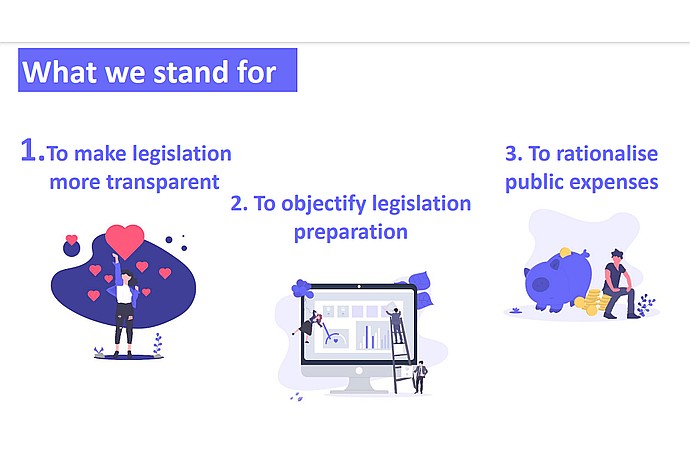 What we stand for
1.To make legislation
more transparent
2. To objectify legislation
preparation
3. To rationalise
public expenses